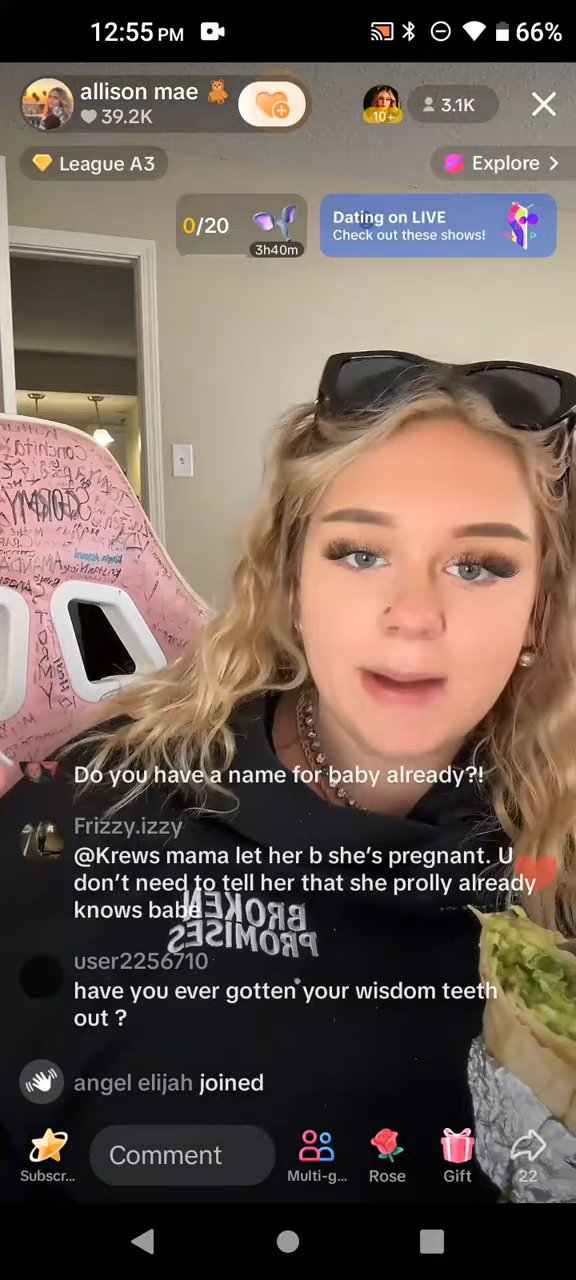 12:55 PM
66%
allison mae 🧸
39.2K
10+
3.1K
League A3
Explore >
0/20
3h40m
Dating on LIVE
Check out these shows!
Conchita
AMANDA
Do you have a name for baby already?!
Frizzy.izzy
@Krews mama let her b she's pregnant. U
don't need to tell her that she prolly already
knows babe
BROKEN
PROMISES
user2256710
have you ever gotten your wisdom teeth
out ?
angel elijah joined
Subscr...
Comment
Multi-g...
Rose
Gift
22